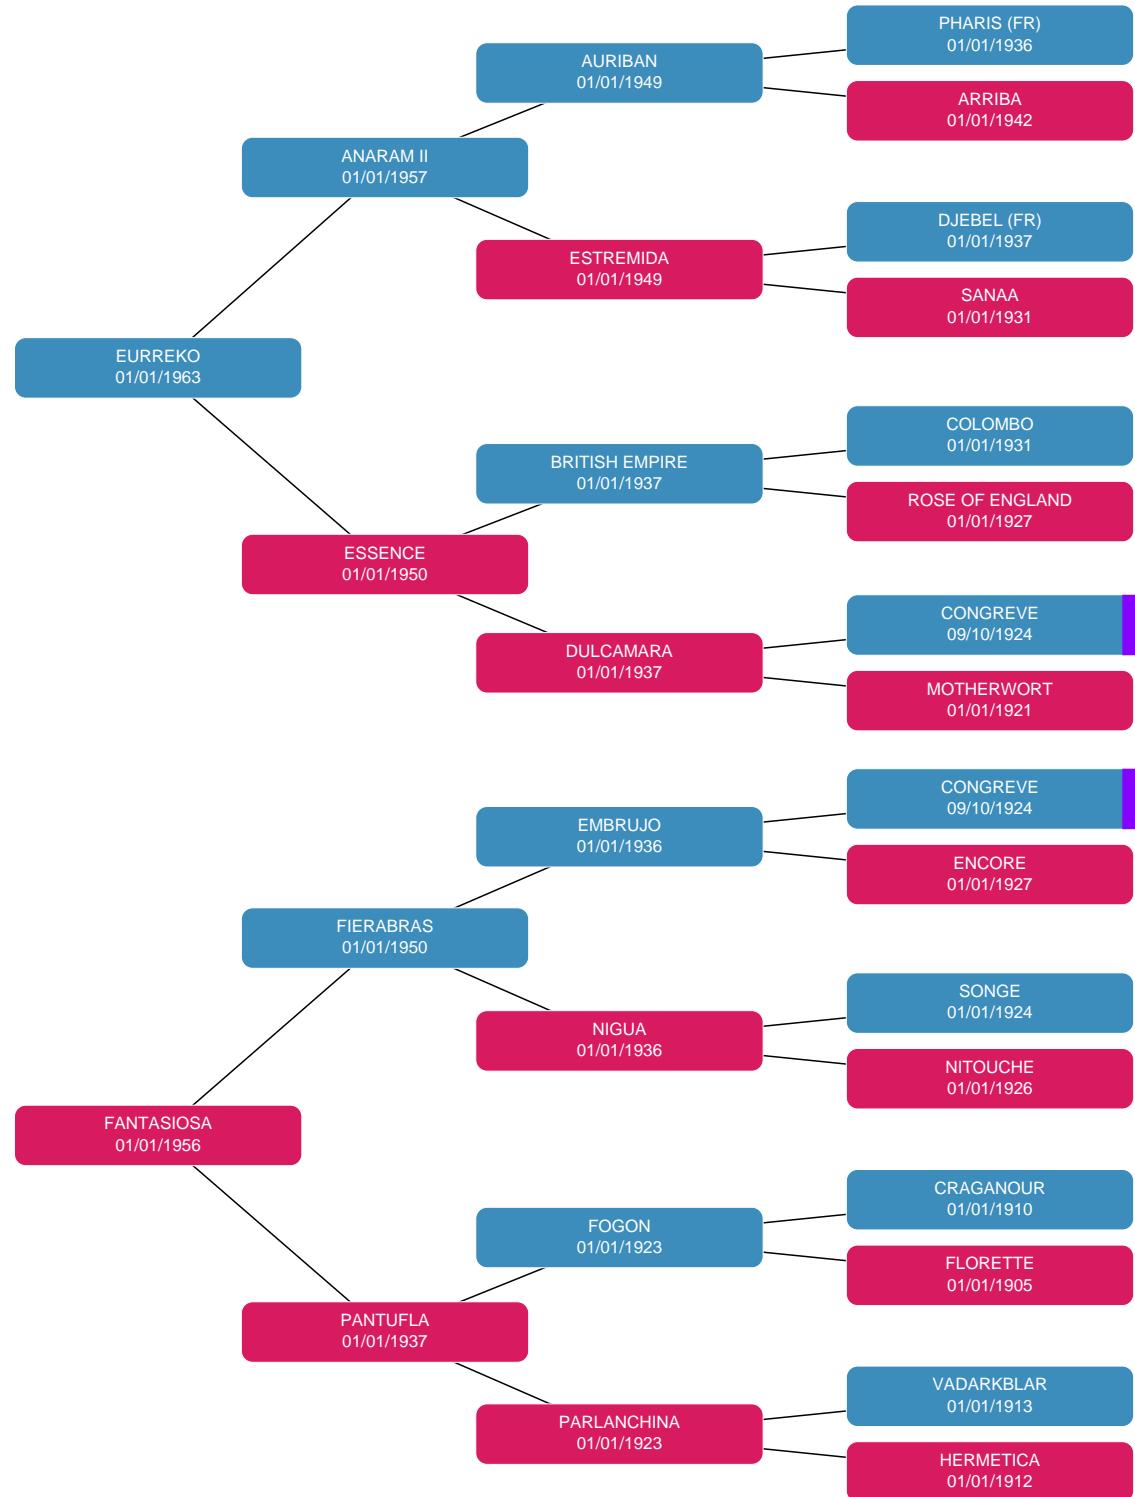 PHARIS (FR)
01/01/1936
AURIBAN
01/01/1949
ARRIBA
01/01/1942
ANARAM II
01/01/1957
DJEBEL (FR)
01/01/1937
ESTREMIDA
01/01/1949
SANAA
01/01/1931
EURREKO
01/01/1963
COLOMBO
01/01/1931
BRITISH EMPIRE
01/01/1937
ROSE OF ENGLAND
01/01/1927
ESSENCE
01/01/1950
CONGREVE
09/10/1924
DULCAMARA
01/01/1937
MOTHERWORT
01/01/1921
CONGREVE
09/10/1924
EMBRUJO
01/01/1936
ENCORE
01/01/1927
FIERABRAS
01/01/1950
SONGE
01/01/1924
NIGUA
01/01/1936
NITOUCHE
01/01/1926
FANTASIOSA
01/01/1956
CRAGANOUR
01/01/1910
FOGON
01/01/1923
FLORETTE
01/01/1905
PANTUFLA
01/01/1937
VADARKBLAR
01/01/1913
PARLANCHINA
01/01/1923
HERMETICA
01/01/1912